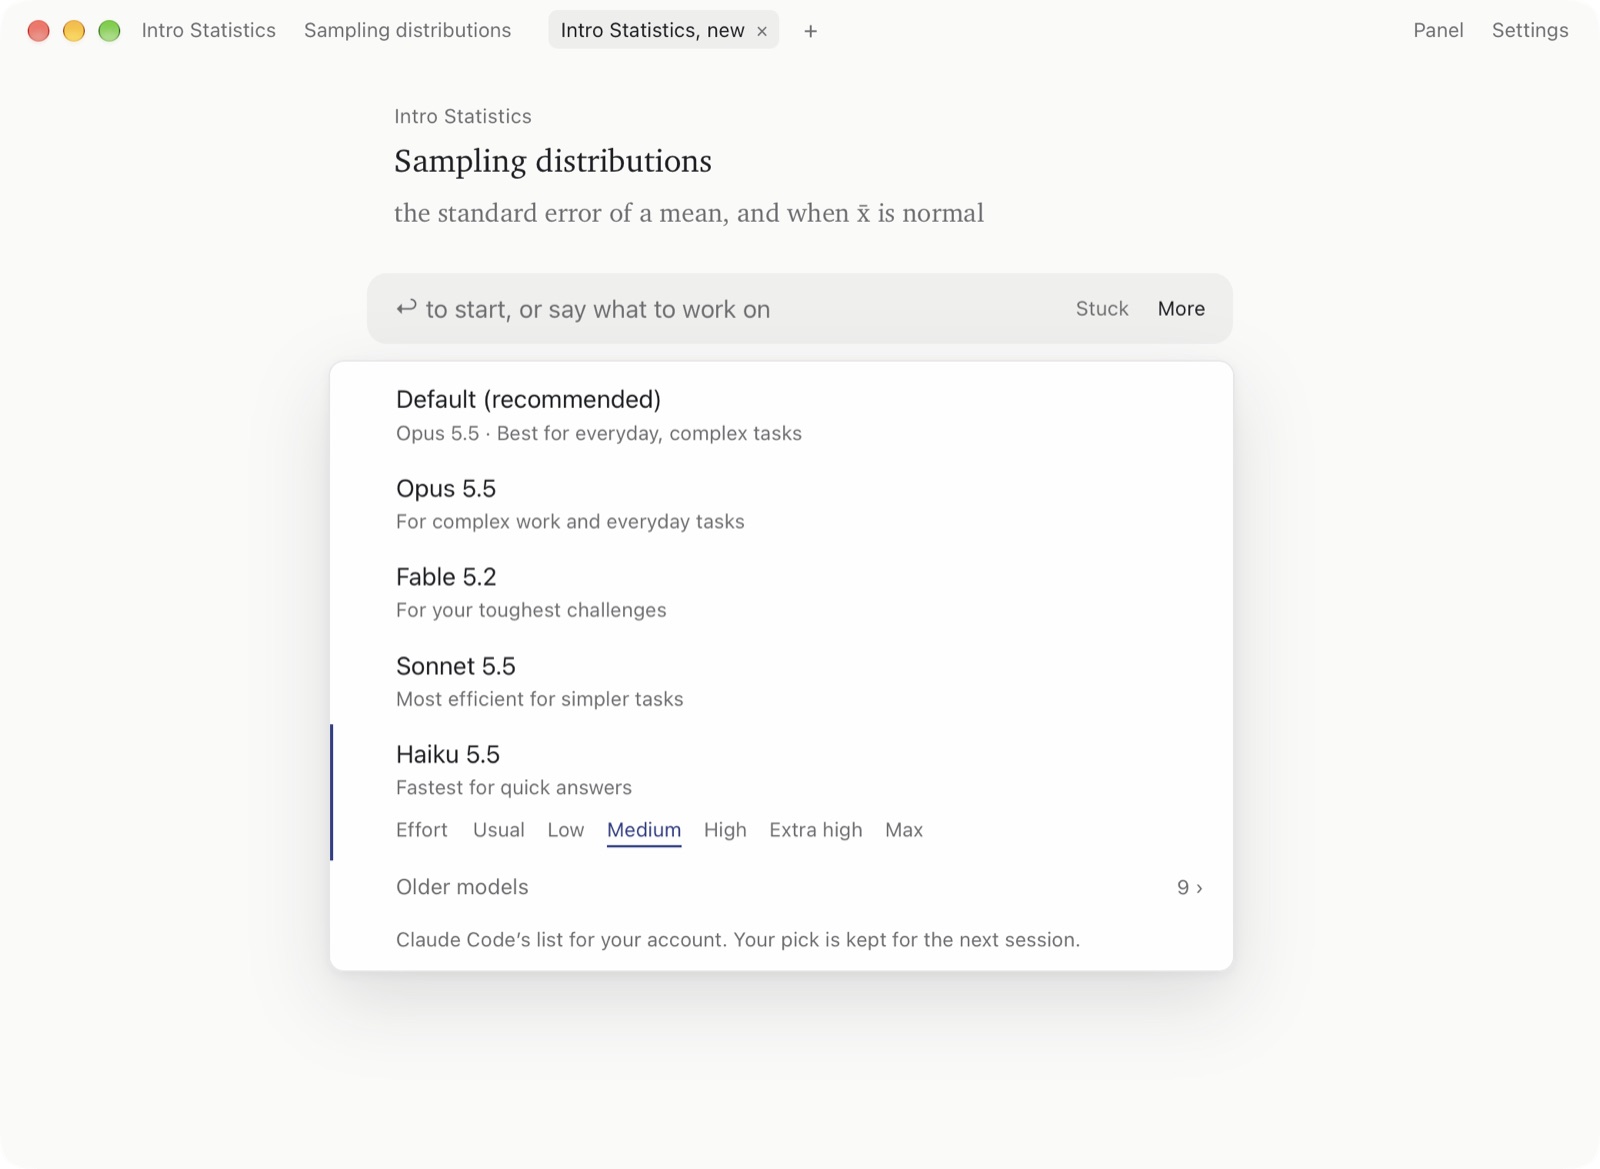 Intro Statistics Sampling distributions Intro Statistics, new × + Panel Settings
Intro Statistics
Sampling distributions
the standard error of a mean, and when x̄ is normal
↩ to start, or say what to work on Stuck More
Default (recommended)
Opus 5.5 · Best for everyday, complex tasks
Opus 5.5
For complex work and everyday tasks
Fable 5.2
For your toughest challenges
Sonnet 5.5
Most efficient for simpler tasks
Haiku 5.5
Fastest for quick answers
Effort Usual Low Medium High Extra high Max
Older models 9 ›
Claude Code’s list for your account. Your pick is kept for the next session.